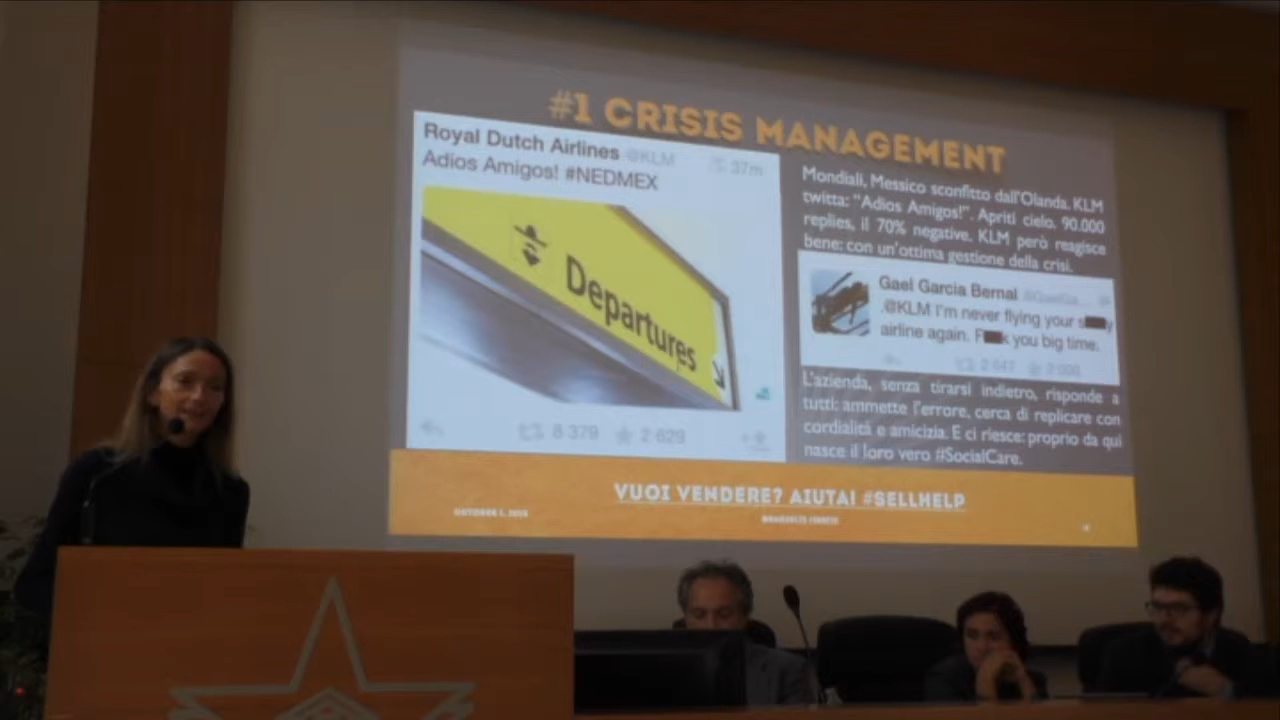 #1 CRISIS MANAGEMENT
Royal Dutch Airlines @KLM 37m
Adios Amigos! #NEDMEX
Departures
8 379 2 629
Mondiali, Messico sconfitto dall'Olanda. KLM
twitta: "Adios Amigos!". Apriti cielo, 90.000
replies, il 70% negative. KLM però reagisce
bene: con un'ottima gestione della crisi.
Gael Garcia Bernal
.@KLM I'm never flying your s y
airline again. F k you big time.
L'azienda, senza tirarsi indietro, risponde a
tutti: ammette l'errore, cerca di replicare con
cordialità e amicizia. E ci riesce: proprio da qui
nasce il loro vero #SocialCare.
VUOI VENDERE? AIUTA! #SELLHELP